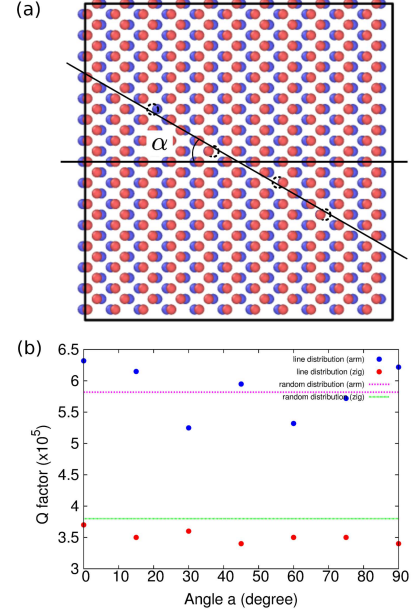 (a)
α
(b)
6.5
6
5.5
5
4.5
4
3.5
3
Q factor (x10⁵)
line distribution (arm)
line distribution (zig)
random distribution (arm)
random distribution (zig)
0 10 20 30 40 50 60 70 80 90
Angle a (degree)